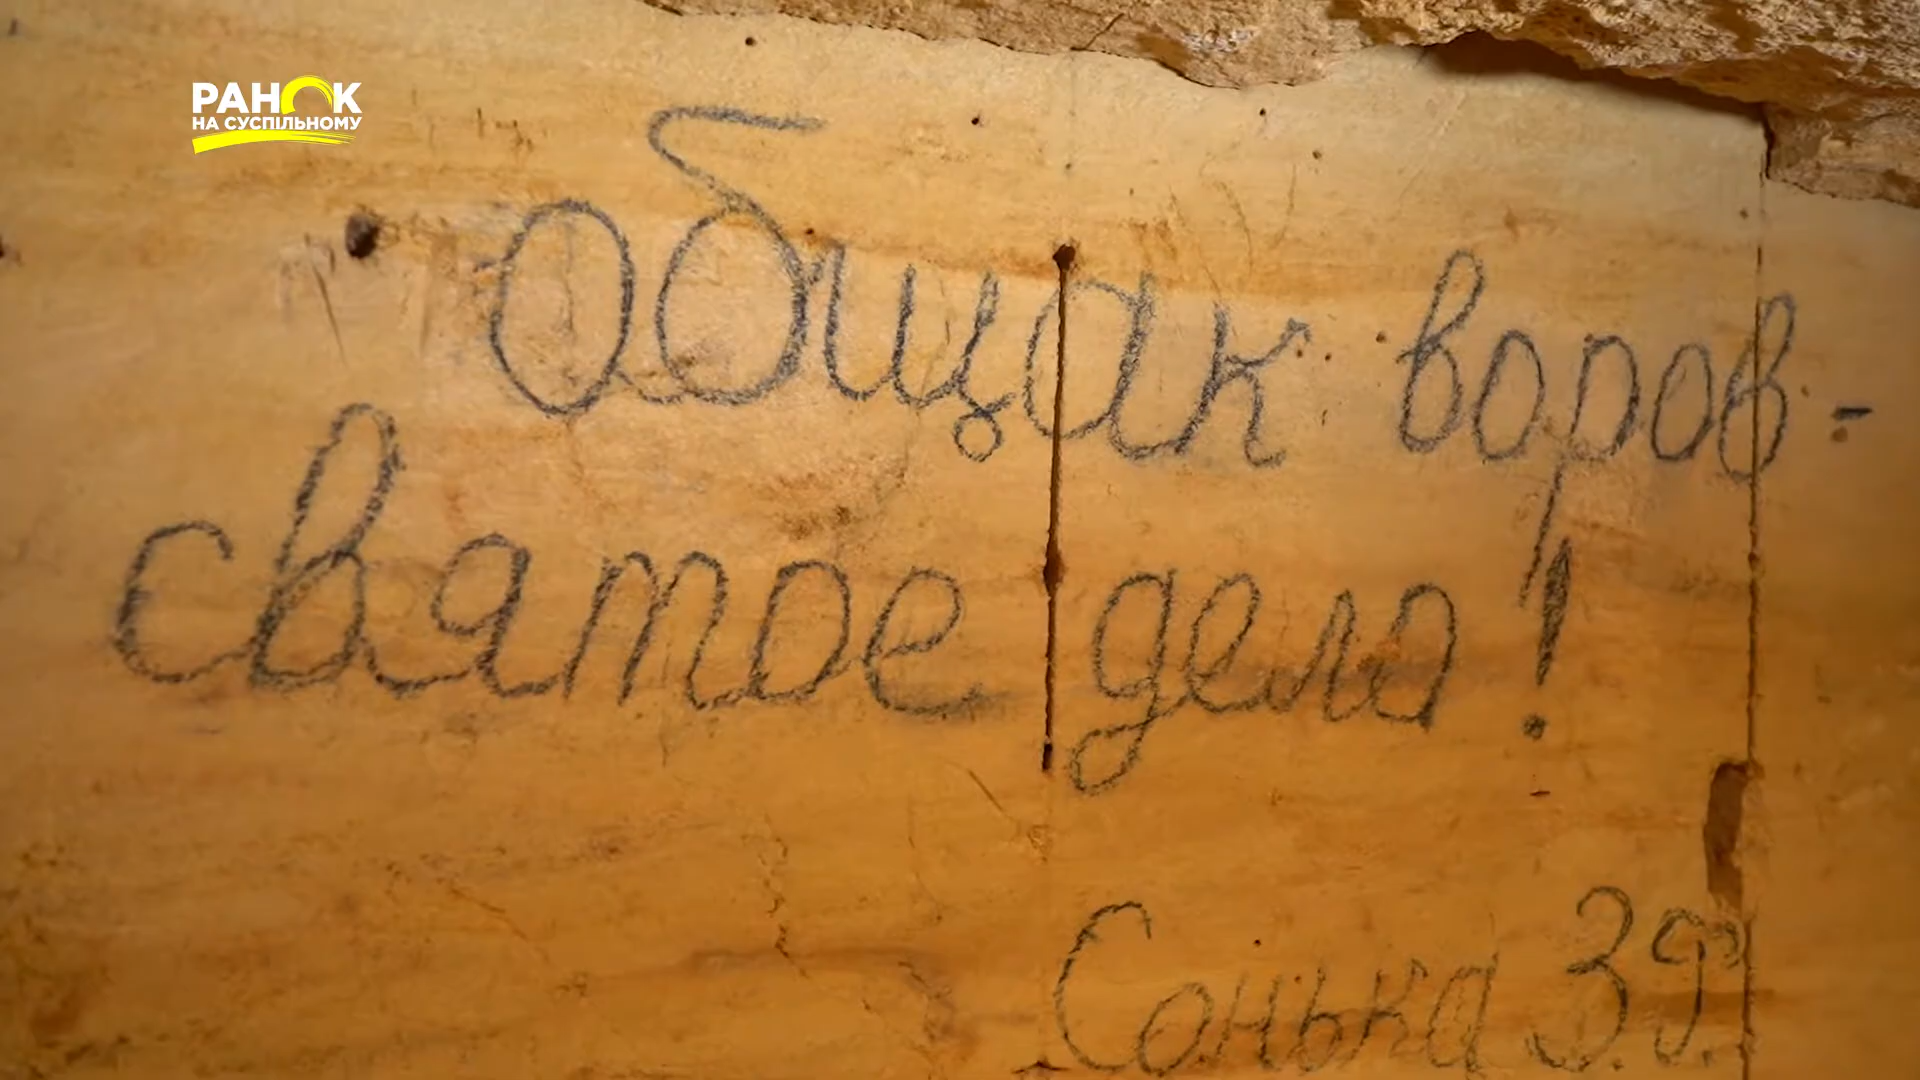 РАНОК
НА СУСПІЛЬНОМУ
Общак воров -
святое дело!
Сонька З.Я.